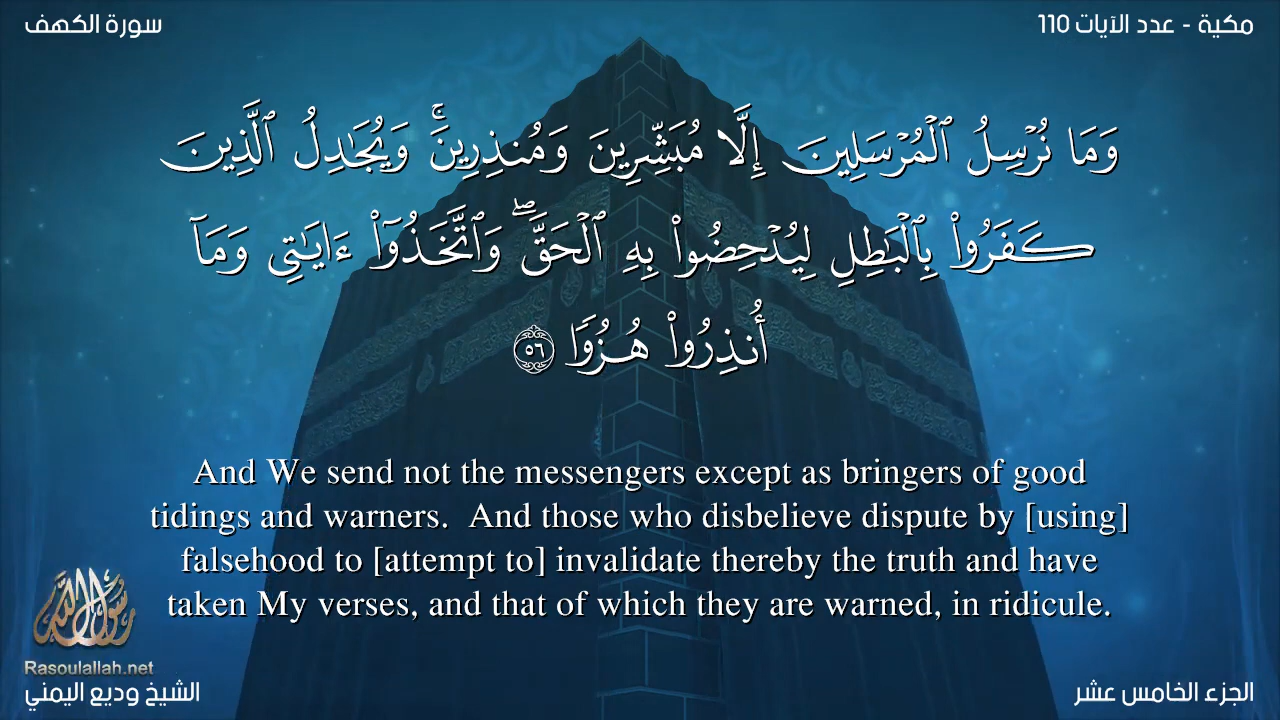 سورة الكهف
مكية - عدد الآيات 110
وَمَا نُرْسِلُ ٱلْمُرْسَلِينَ إِلَّا مُبَشِّرِينَ وَمُنذِرِينَ ۚ وَيُجَٰدِلُ ٱلَّذِينَ
كَفَرُوا۟ بِٱلْبَٰطِلِ لِيُدْحِضُوا۟ بِهِ ٱلْحَقَّ ۖ وَٱتَّخَذُوٓا۟ ءَايَٰتِى وَمَآ
أُنذِرُوا۟ هُزُوًا ٥٦
And We send not the messengers except as bringers of good
tidings and warners.  And those who disbelieve dispute by [using]
falsehood to [attempt to] invalidate thereby the truth and have
taken My verses, and that of which they are warned, in ridicule.
رسول الله
Rasoulallah.net
الشيخ وديع اليمني
الجزء الخامس عشر